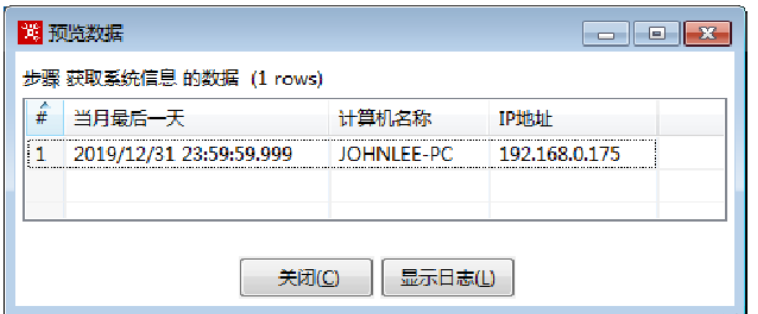 预览数据
步骤 获取系统信息 的数据 (1 rows)
# 当月最后一天 计算机名称 IP地址
1 2019/12/31 23:59:59.999 JOHNLEE-PC 192.168.0.175
关闭(C) 显示日志(L)